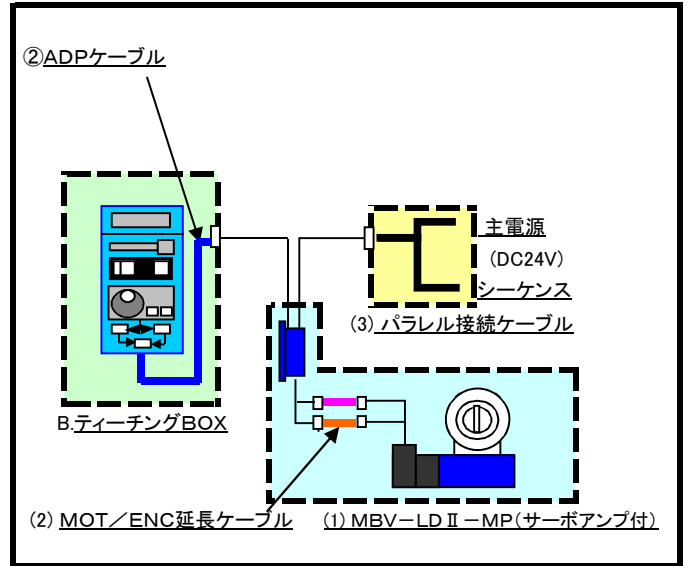 ②ADPケーブル
主電源
(DC24V)
シーケンス
(3) パラレル接続ケーブル
B.ティーチングBOX
(2) MOT／ENC延長ケーブル
(1) MBV－LDⅡ－MP(サーボアンプ付)